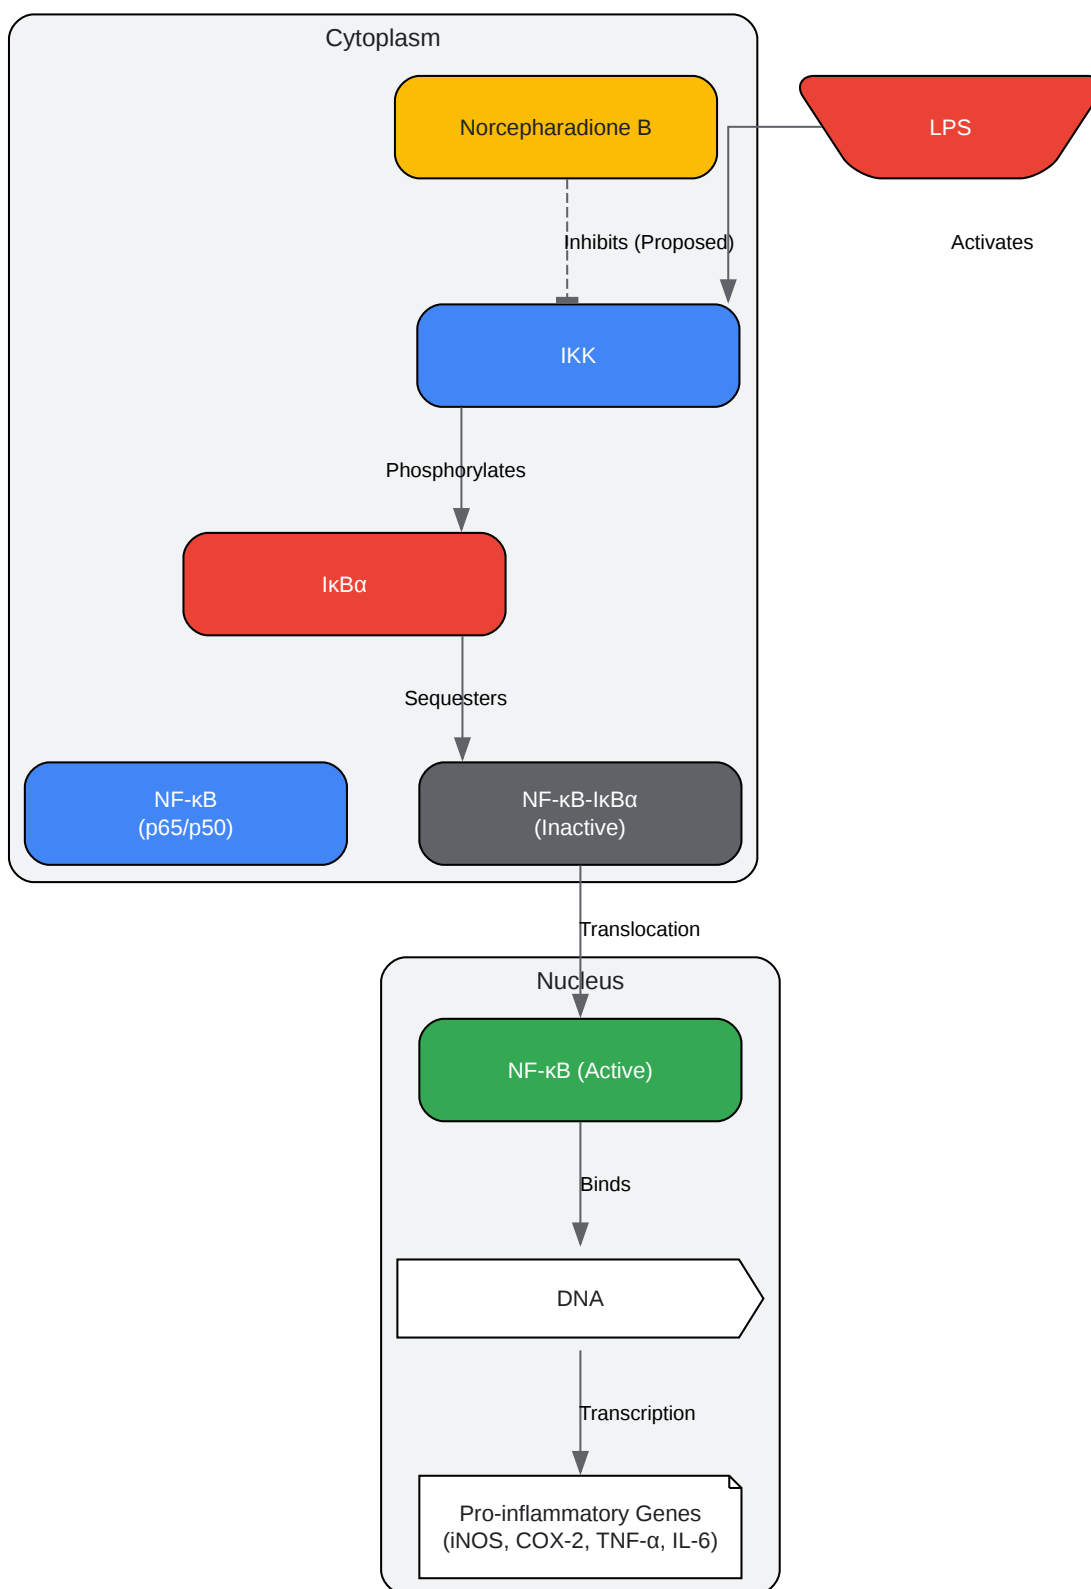 Cytoplasm
Norcepharadione B
LPS
Inhibits (Proposed)
Activates
IKK
Phosphorylates
IκBα
Sequesters
NF-κB
(p65/p50)
NF-κB-IκBα
(Inactive)
Translocation
Nucleus
NF-κB (Active)
Binds
DNA
Transcription
Pro-inflammatory Genes
(iNOS, COX-2, TNF-α, IL-6)